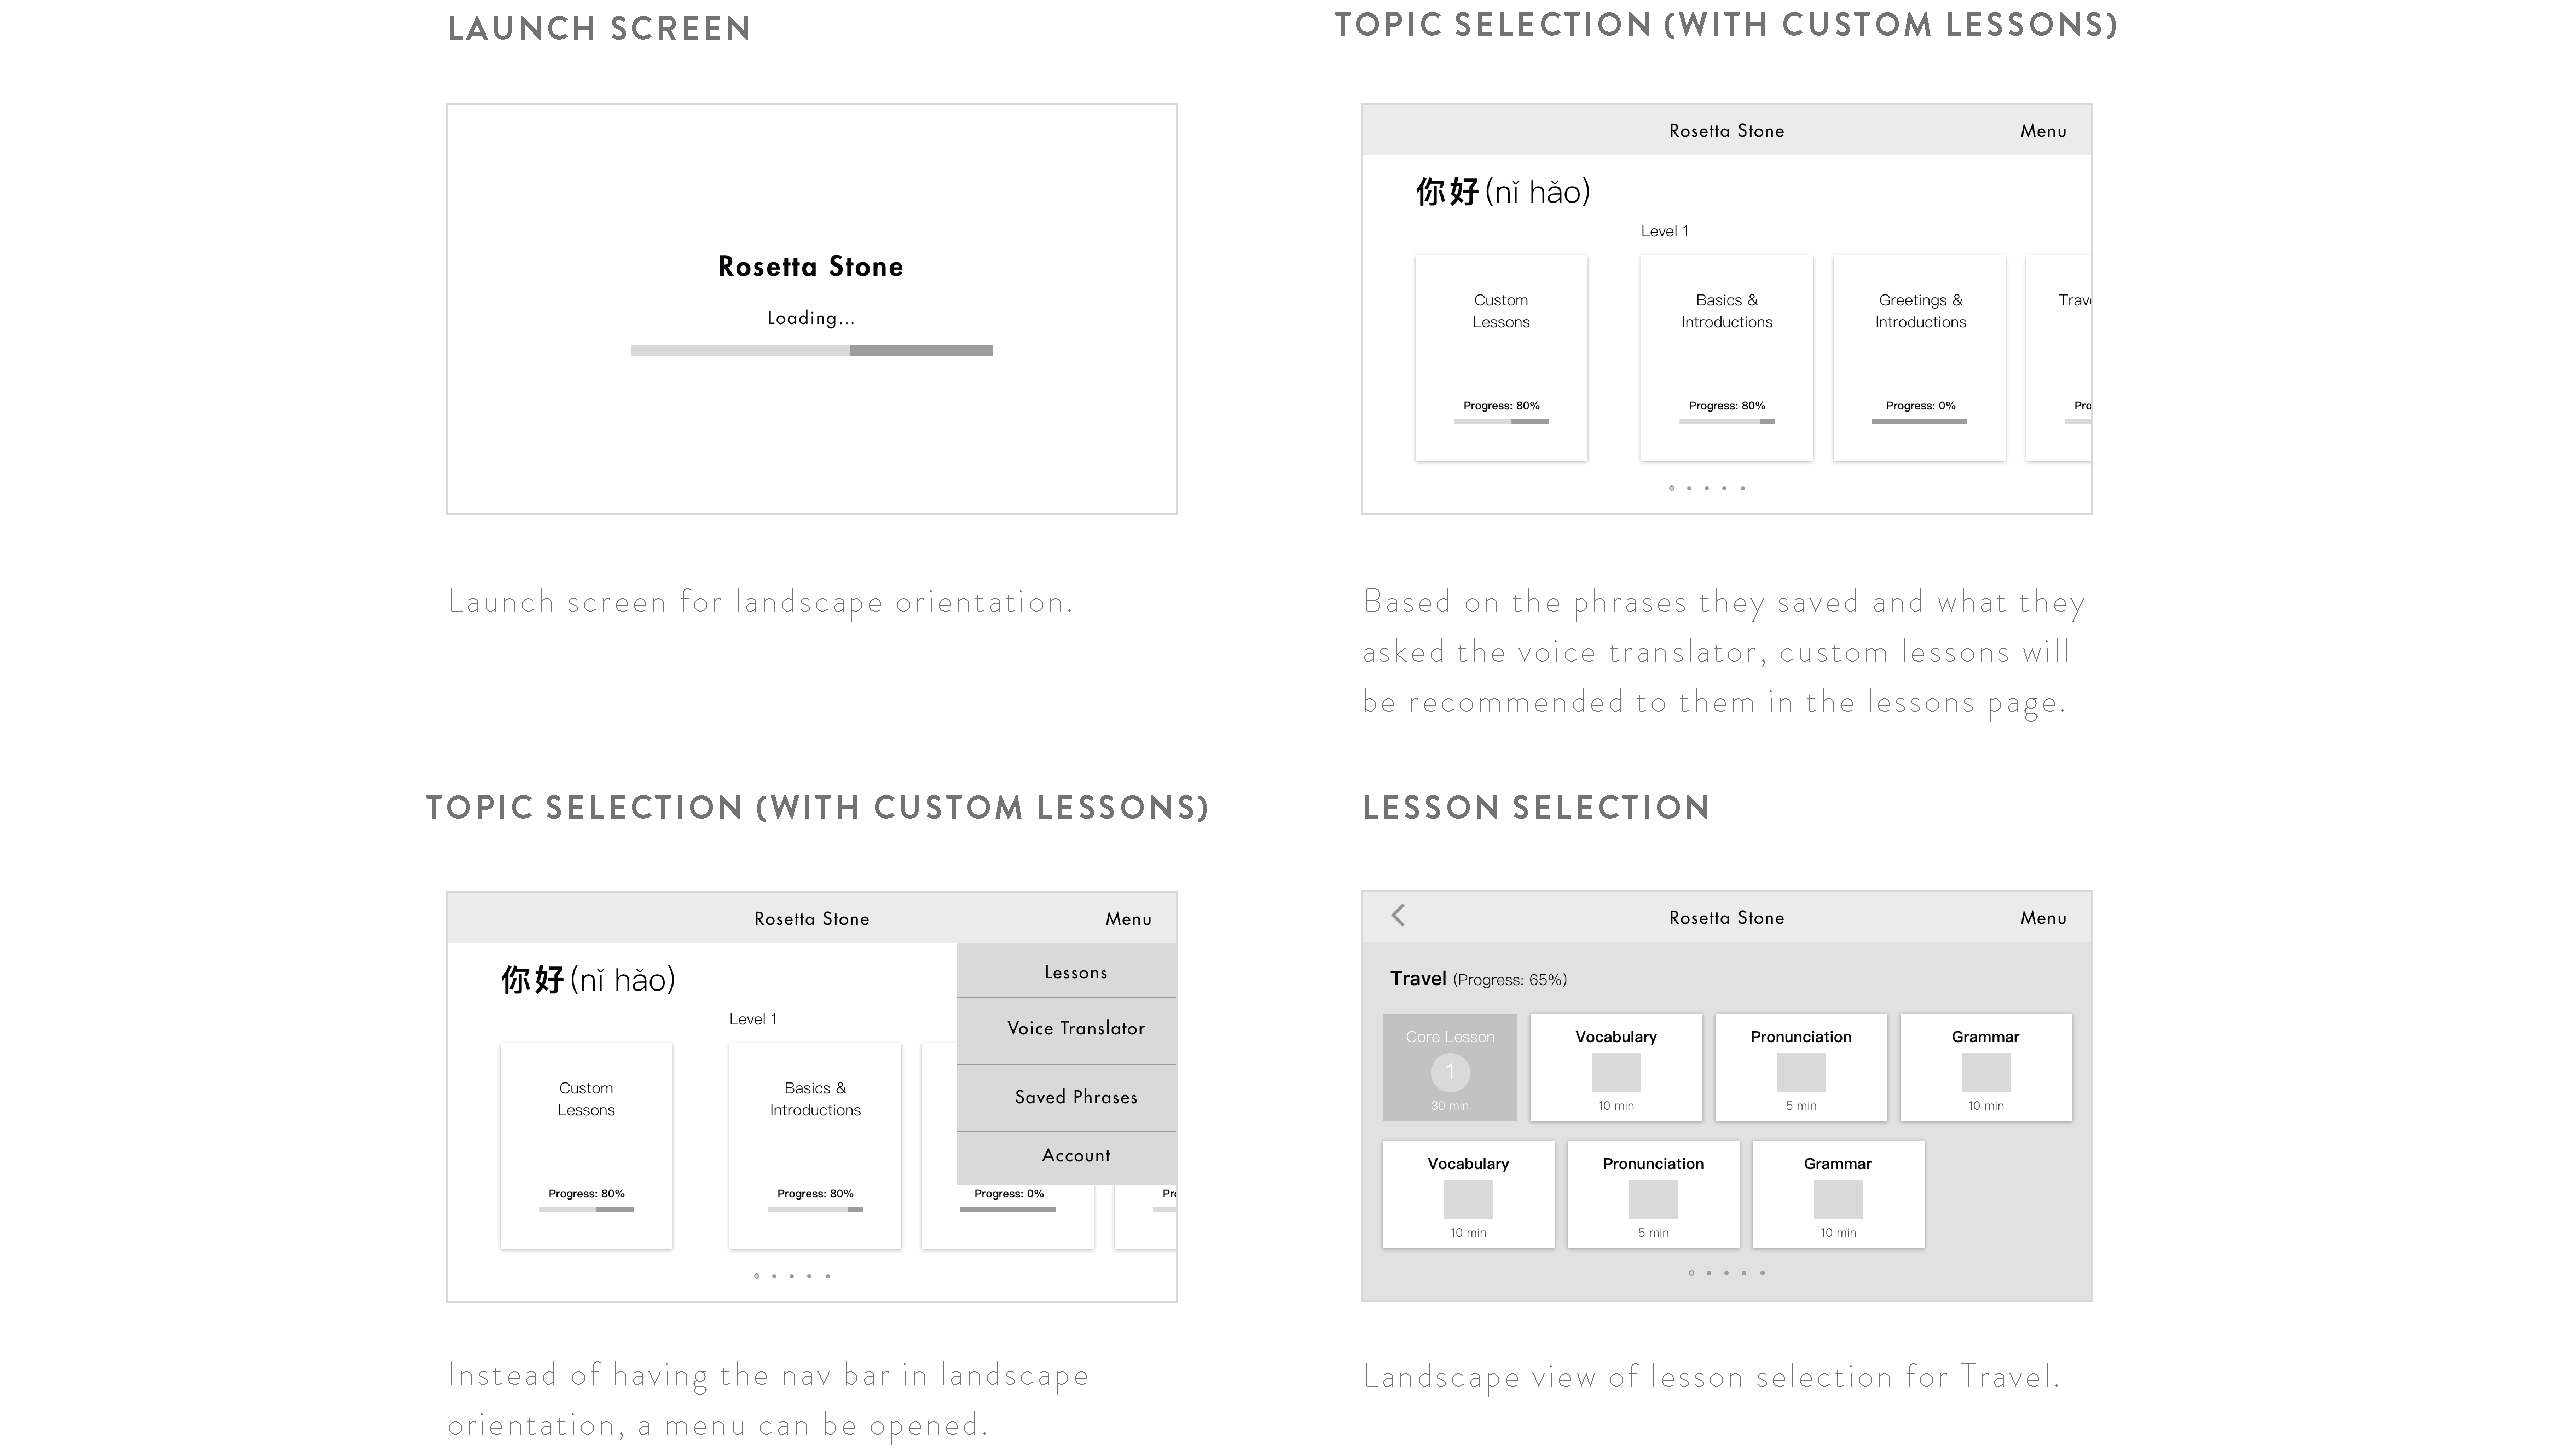 LAUNCH SCREEN
Rosetta Stone
Loading...
Launch screen for landscape orientation.
TOPIC SELECTION (WITH CUSTOM LESSONS)
Rosetta Stone
Menu
你好(nǐ hǎo)
Level 1
Custom
Lessons
Progress: 80%
Basics &
Introductions
Progress: 80%
Greetings &
Introductions
Progress: 0%
Trav
Pro
Based on the phrases they saved and what they
asked the voice translator, custom lessons will
be recommended to them in the lessons page.
TOPIC SELECTION (WITH CUSTOM LESSONS)
Rosetta Stone
Menu
你好(nǐ hǎo)
Level 1
Custom
Lessons
Progress: 80%
Basics &
Introductions
Progress: 80%
Progress: 0%
Pr
Lessons
Voice Translator
Saved Phrases
Account
Instead of having the nav bar in landscape
orientation, a menu can be opened.
LESSON SELECTION
Rosetta Stone
Menu
Travel (Progress: 65%)
Core Lesson
1
30 min
Vocabulary
10 min
Pronunciation
5 min
Grammar
10 min
Vocabulary
10 min
Pronunciation
5 min
Grammar
10 min
Landscape view of lesson selection for Travel.